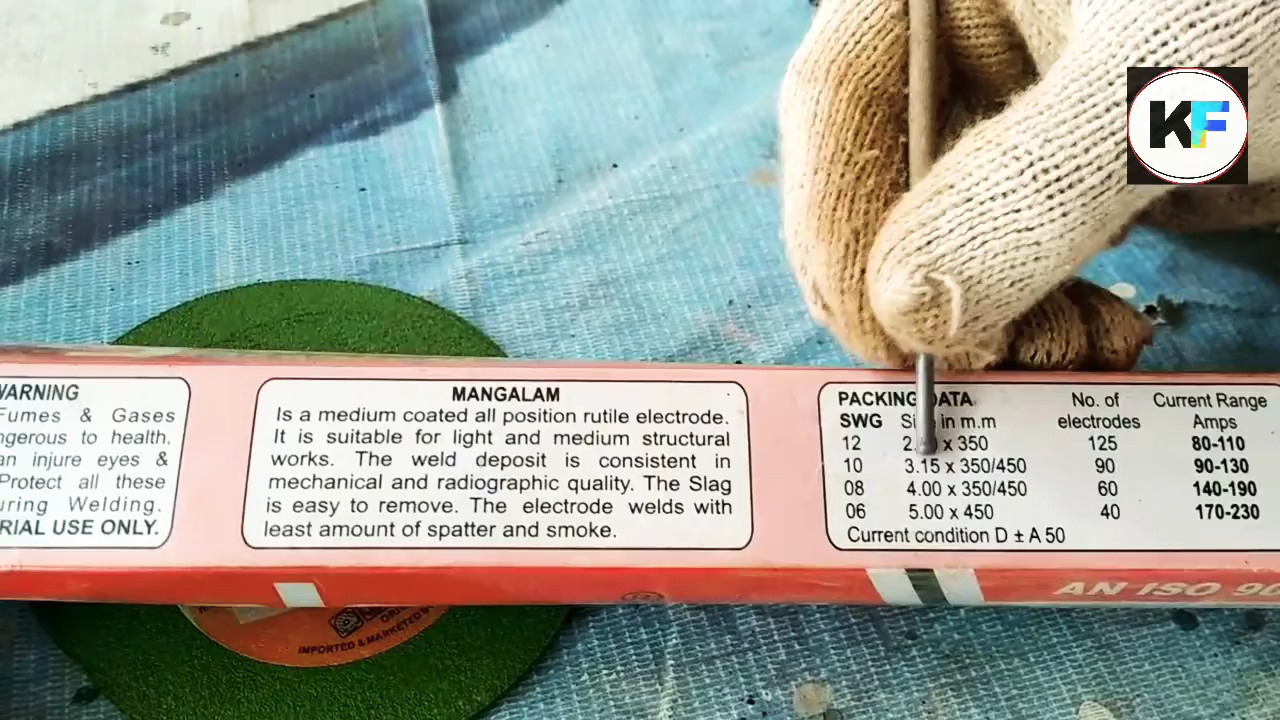 KF
WARNING
Fumes & Gases
ngerous to health.
an injure eyes &
Protect all these
uring Welding.
RIAL USE ONLY.
MANGALAM
Is a medium coated all position rutile electrode.
It is suitable for light and medium structural
works. The weld deposit is consistent in
mechanical and radiographic quality. The Slag
is easy to remove. The electrode welds with
least amount of spatter and smoke.
PACKING DATA No. of Current Range
SWG in m.m electrodes Amps
12 x 350 125 80-110
10 3.15 x 350/450 90 90-130
08 4.00 x 350/450 60 140-190
06 5.00 x 450 40 170-230
Current condition D ± A 50
AN ISO 90
IMPORTED & MARKETED